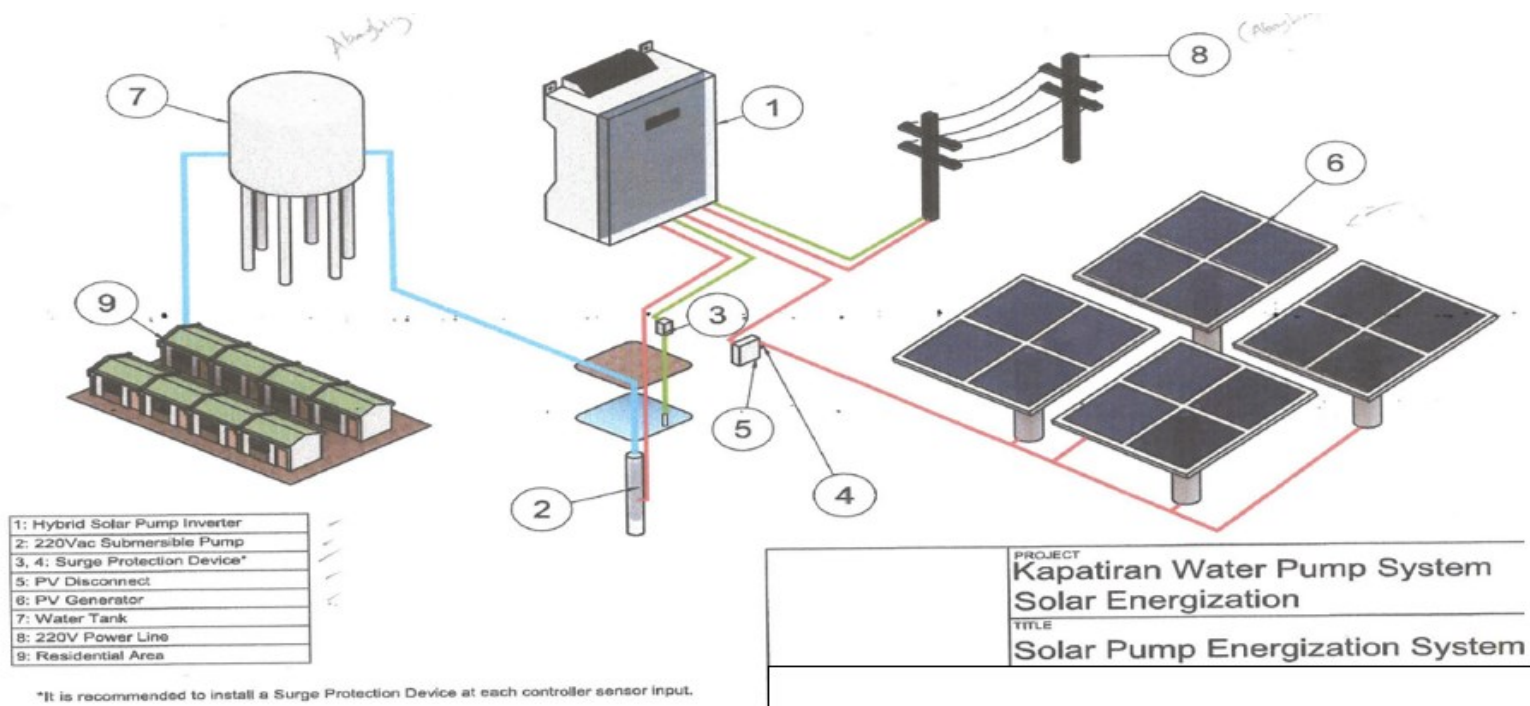 7
1
8
6
9
3
5
4
2
1: Hybrid Solar Pump Inverter
2: 220Vac Submersible Pump
3, 4: Surge Protection Device*
5: PV Disconnect
6: PV Generator
7: Water Tank
8: 220V Power Line
9: Residential Area
*It is recommended to install a Surge Protection Device at each controller sensor input.
PROJECT
Kapatiran Water Pump System
Solar Energization
TITLE
Solar Pump Energization System